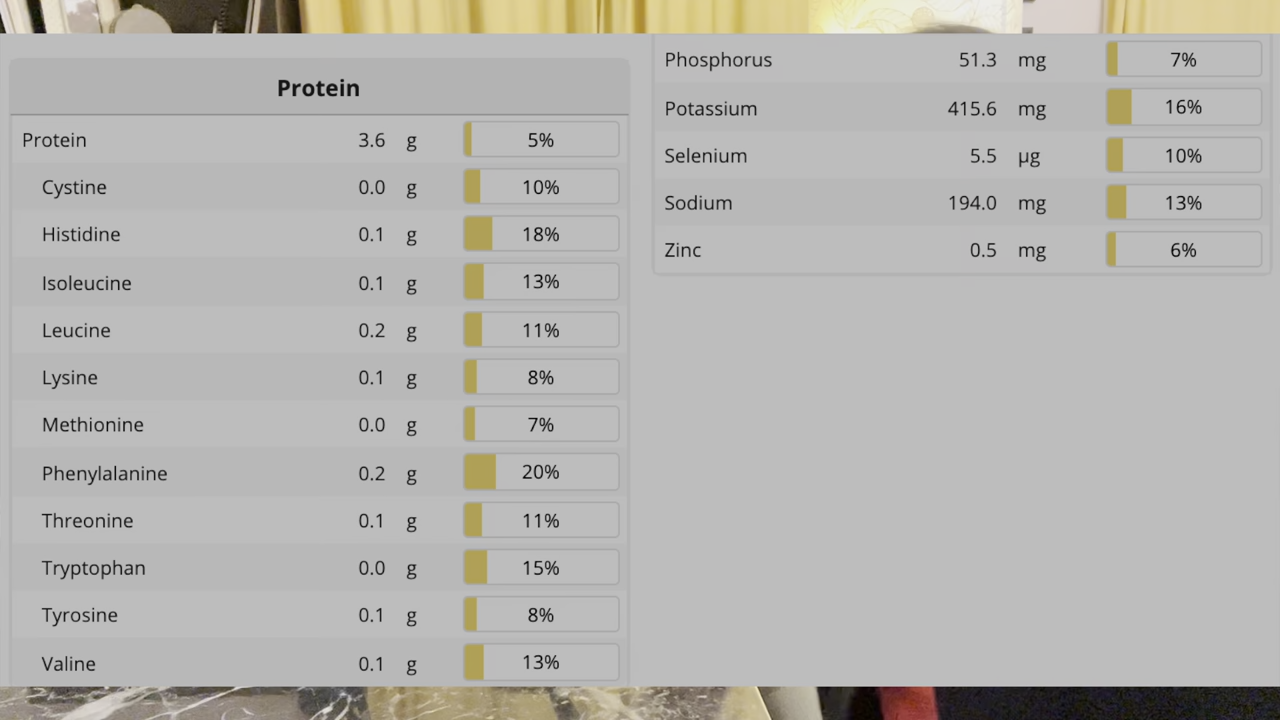 Protein
Protein 3.6 g 5%
Cystine 0.0 g 10%
Histidine 0.1 g 18%
Isoleucine 0.1 g 13%
Leucine 0.2 g 11%
Lysine 0.1 g 8%
Methionine 0.0 g 7%
Phenylalanine 0.2 g 20%
Threonine 0.1 g 11%
Tryptophan 0.0 g 15%
Tyrosine 0.1 g 8%
Valine 0.1 g 13%
Phosphorus 51.3 mg 7%
Potassium 415.6 mg 16%
Selenium 5.5 µg 10%
Sodium 194.0 mg 13%
Zinc 0.5 mg 6%